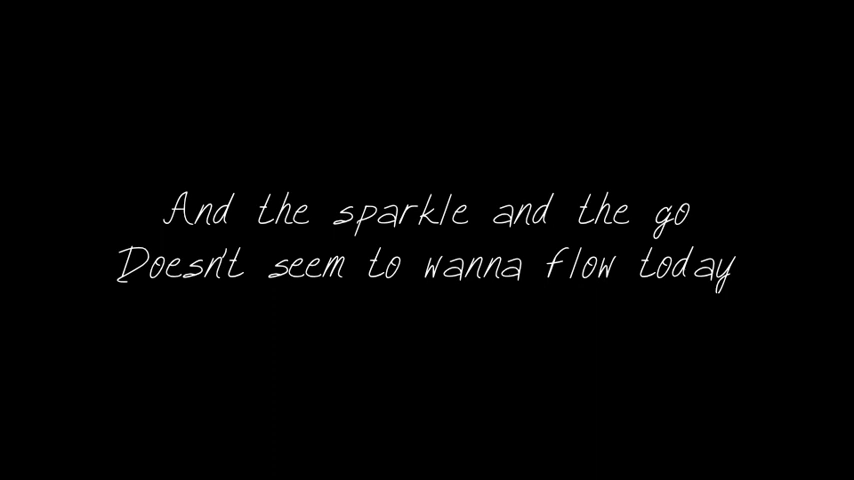 And the sparkle and the go
Doesn't seem to wanna flow today